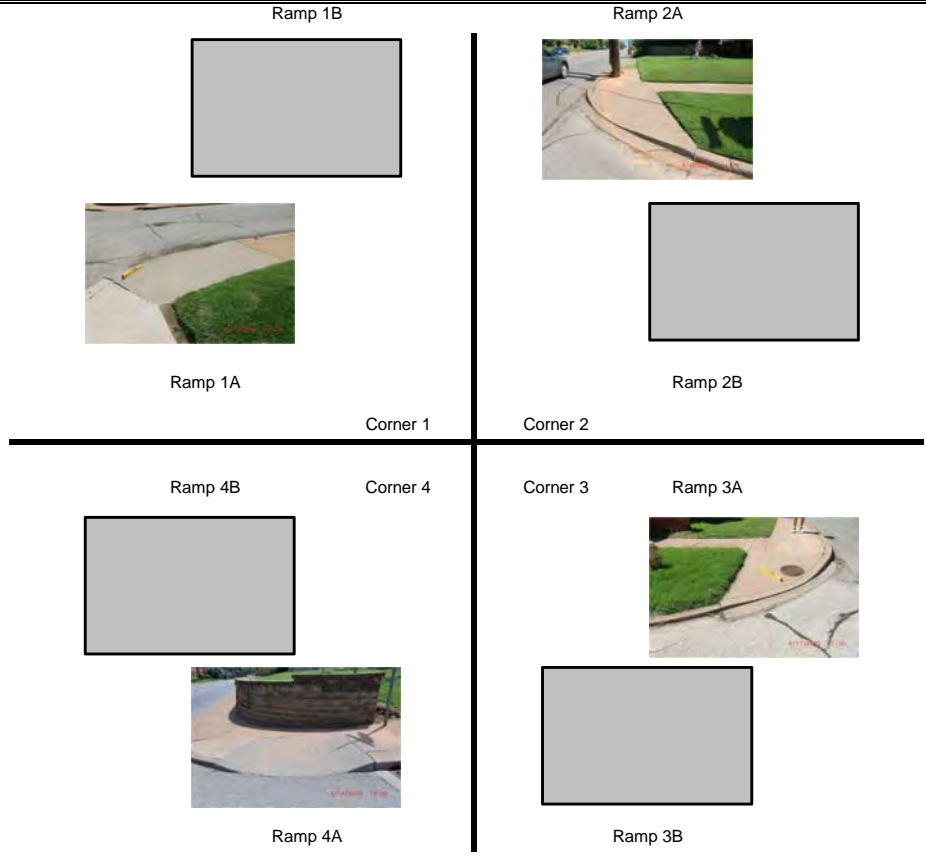 Ramp 1B
Ramp 2A
Ramp 1A
Ramp 2B
Corner 1
Corner 2
Ramp 4B
Corner 4
Corner 3
Ramp 3A
Ramp 4A
Ramp 3B